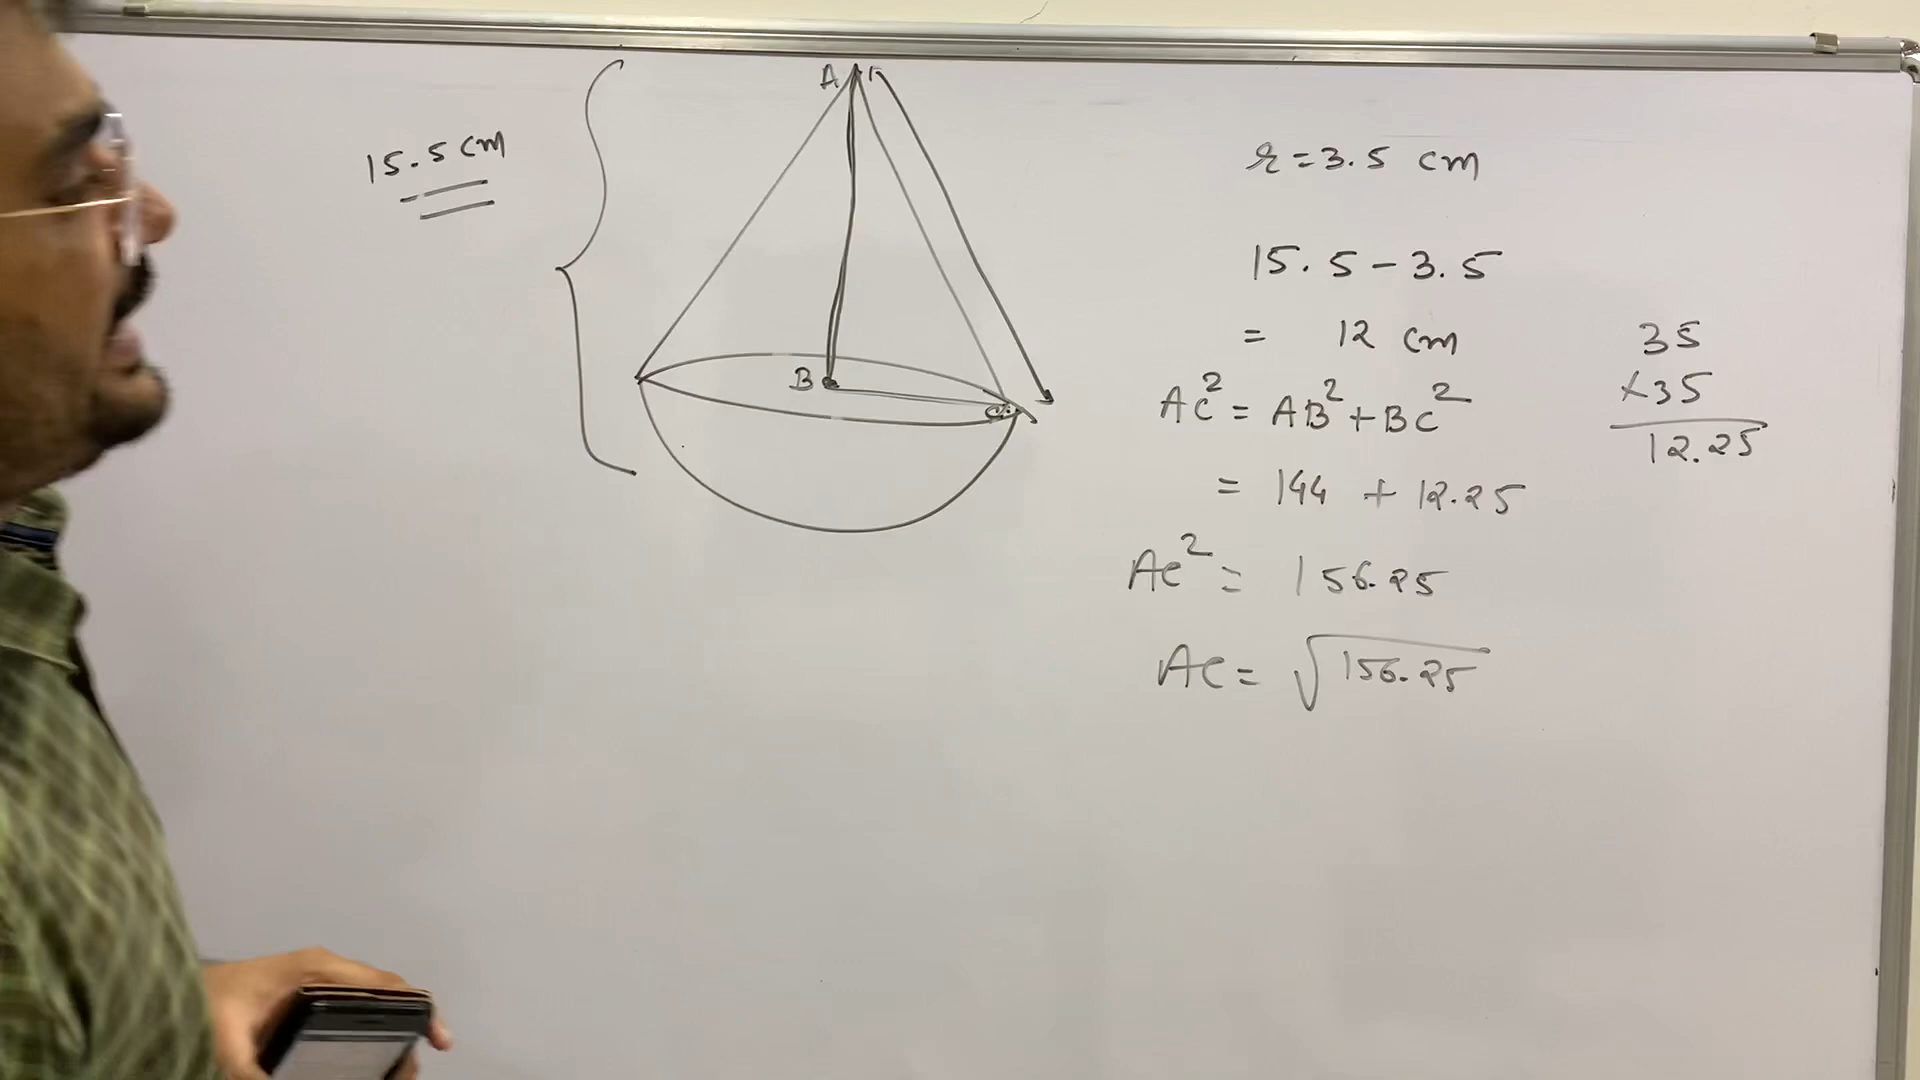 15.5 cm
A
B
C
r = 3.5 cm
15.5 - 3.5
= 12 cm
AC² = AB² + BC²
= 144 + 12.25
AC² = 156.25
AC = √156.25
35
×35
12.25